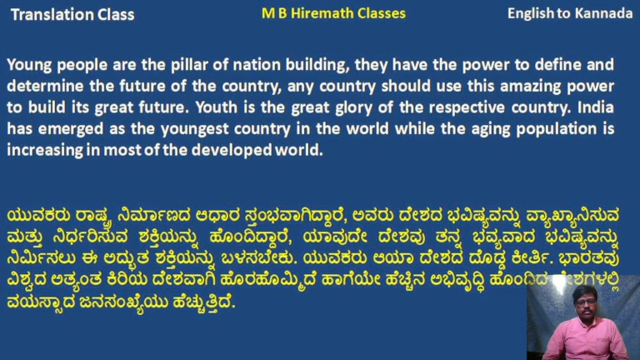 Translation Class
M B Hiremath Classes
English to Kannada
Young people are the pillar of nation building, they have the power to define and
determine the future of the country, any country should use this amazing power
to build its great future. Youth is the great glory of the respective country. India
has emerged as the youngest country in the world while the aging population is
increasing in most of the developed world.
ಯುವಕರು ರಾಷ್ಟ್ರ ನಿರ್ಮಾಣದ ಆಧಾರ ಸ್ತಂಭವಾಗಿದ್ದಾರೆ, ಅವರು ದೇಶದ ಭವಿಷ್ಯವನ್ನು ವ್ಯಾಖ್ಯಾನಿಸುವ
ಮತ್ತು ನಿರ್ಧರಿಸುವ ಶಕ್ತಿಯನ್ನು ಹೊಂದಿದ್ದಾರೆ, ಯಾವುದೇ ದೇಶವು ತನ್ನ ಭವ್ಯವಾದ ಭವಿಷ್ಯವನ್ನು
ನಿರ್ಮಿಸಲು ಈ ಅದ್ಭುತ ಶಕ್ತಿಯನ್ನು ಬಳಸಬೇಕು. ಯುವಕರು ಆಯಾ ದೇಶದ ದೊಡ್ಡ ಕೀರ್ತಿ. ಭಾರತವು
ವಿಶ್ವದ ಅತ್ಯಂತ ಕಿರಿಯ ದೇಶವಾಗಿ ಹೊರಹೊಮ್ಮಿದೆ ಹಾಗೆಯೇ ಹೆಚ್ಚಿನ ಅಭಿವೃದ್ಧಿ ಹೊಂದಿದ ದೇಶಗಳಲ್ಲಿ
ವಯಸ್ಸಾದ ಜನಸಂಖ್ಯೆಯು ಹೆಚ್ಚುತ್ತಿದೆ.